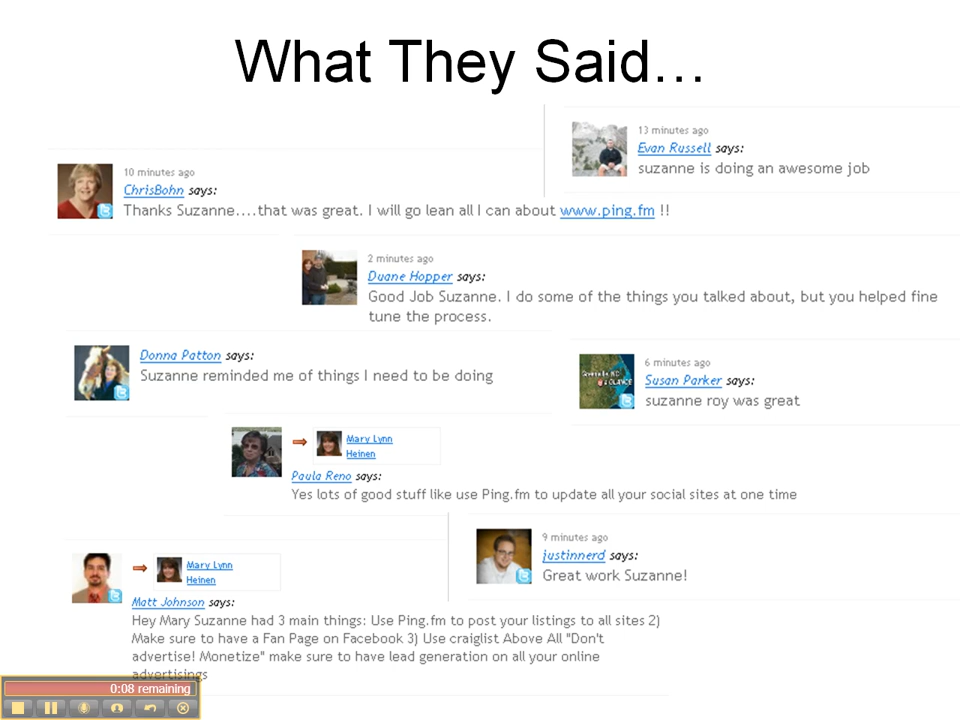 What They Said...
13 minutes ago
Evan Russell says:
suzanne is doing an awesome job
10 minutes ago
ChrisBohn says:
Thanks Suzanne....that was great. I will go lean all I can about www.ping.fm !!
2 minutes ago
Duane Hopper says:
Good Job Suzanne. I do some of the things you talked about, but you helped fine
tune the process.
Donna Patton says:
Suzanne reminded me of things I need to be doing
6 minutes ago
Susan Parker says:
suzanne roy was great
Mary Lynn
Heinen
Paula Reno says:
Yes lots of good stuff like use Ping.fm to update all your social sites at one time
9 minutes ago
justinnerd says:
Great work Suzanne!
Mary Lynn
Heinen
Matt Johnson says:
Hey Mary Suzanne had 3 main things: Use Ping.fm to post your listings to all sites 2)
Make sure to have a Fan Page on Facebook 3) Use craiglist Above All "Don't
advertise! Monetize" make sure to have lead generation on all your online
advertisings
0:08 remaining